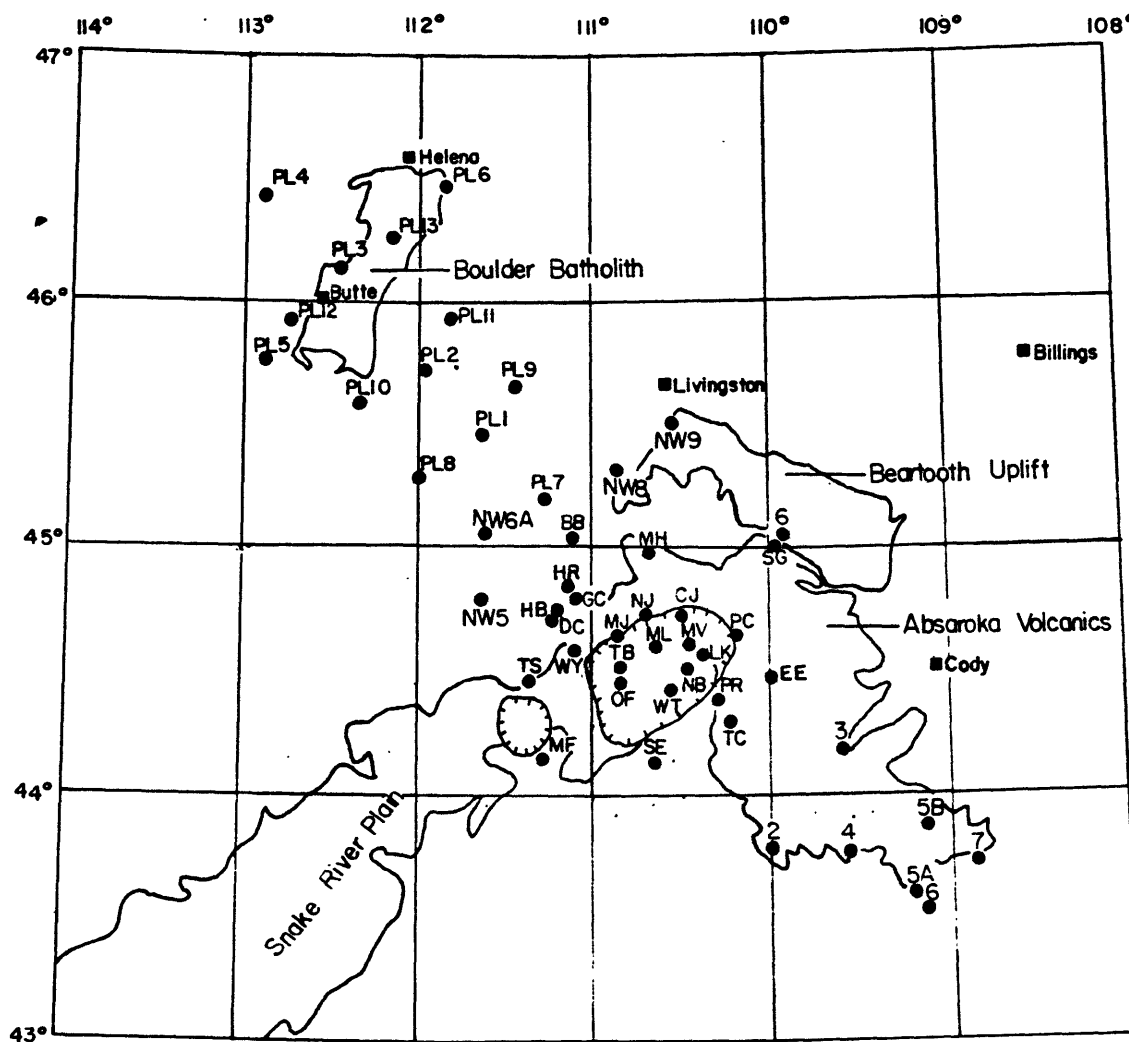 114° 113° 112° 111° 110° 109° 108°
47°
Helena
PL4
PL6
PL13
PL3
Boulder Batholith
46°
Butte
PL12
PL11
PL5
PL2
PL9
Billings
PL10
Livingston
PL1
NW9
PL8
NW8
Beartooth Uplift
PL7
NW6A
BB
6
45°
MH
SG
HR
GC
NJ
CJ
NW5
HB
DC
MJ
ML
MV
PC
Absaroka Volcanics
WY
TB
LK
TS
OF
WT
NB
PR
EE
Cody
TC
MF
SE
3
44°
5B
2
4
7
5A
6
Snake River Plain
43°